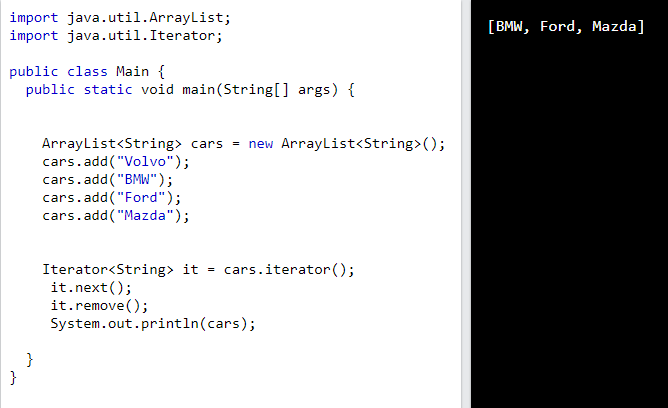 import java.util.ArrayList;
import java.util.Iterator;
public class Main {
public static void main(String[] args) {
ArrayList<String> cars = new ArrayList<String>();
cars.add("Volvo");
cars.add("BMW");
cars.add("Ford");
cars.add("Mazda");
Iterator<String> it = cars.iterator();
it.next();
it.remove();
System.out.println(cars);
}
}
[BMW, Ford, Mazda]